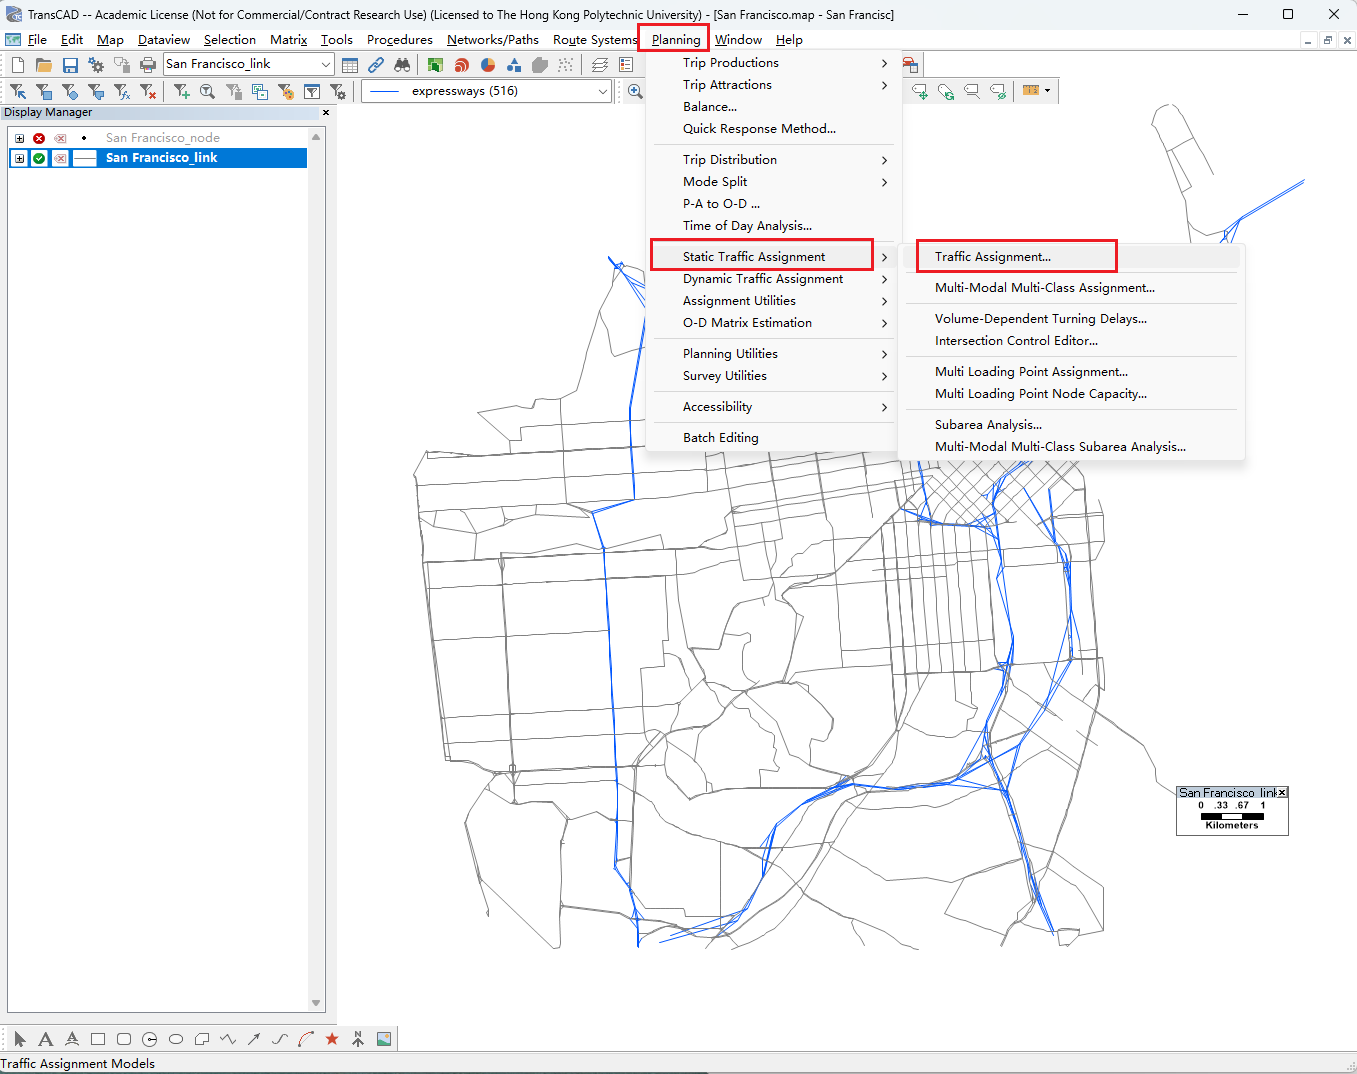 TransCAD -- Academic License (Not for Commercial/Contract Research Use) (Licensed to The Hong Kong Polytechnic University) - [San Francisco.map - San Francisc]
File Edit Map Dataview Selection Matrix Tools Procedures Networks/Paths Route Systems Planning Window Help
San Francisco_link
expressways (516)
Display Manager
San Francisco_node
San Francisco_link
Trip Productions
Trip Attractions
Balance...
Quick Response Method...
Trip Distribution
Mode Split
P-A to O-D ...
Time of Day Analysis...
Static Traffic Assignment
Dynamic Traffic Assignment
Assignment Utilities
O-D Matrix Estimation
Planning Utilities
Survey Utilities
Accessibility
Batch Editing
Traffic Assignment...
Multi-Modal Multi-Class Assignment...
Volume-Dependent Turning Delays...
Intersection Control Editor...
Multi Loading Point Assignment...
Multi Loading Point Node Capacity...
Subarea Analysis...
Multi-Modal Multi-Class Subarea Analysis...
San Francisco_link
0 .33 .67 1
Kilometers
Traffic Assignment Models